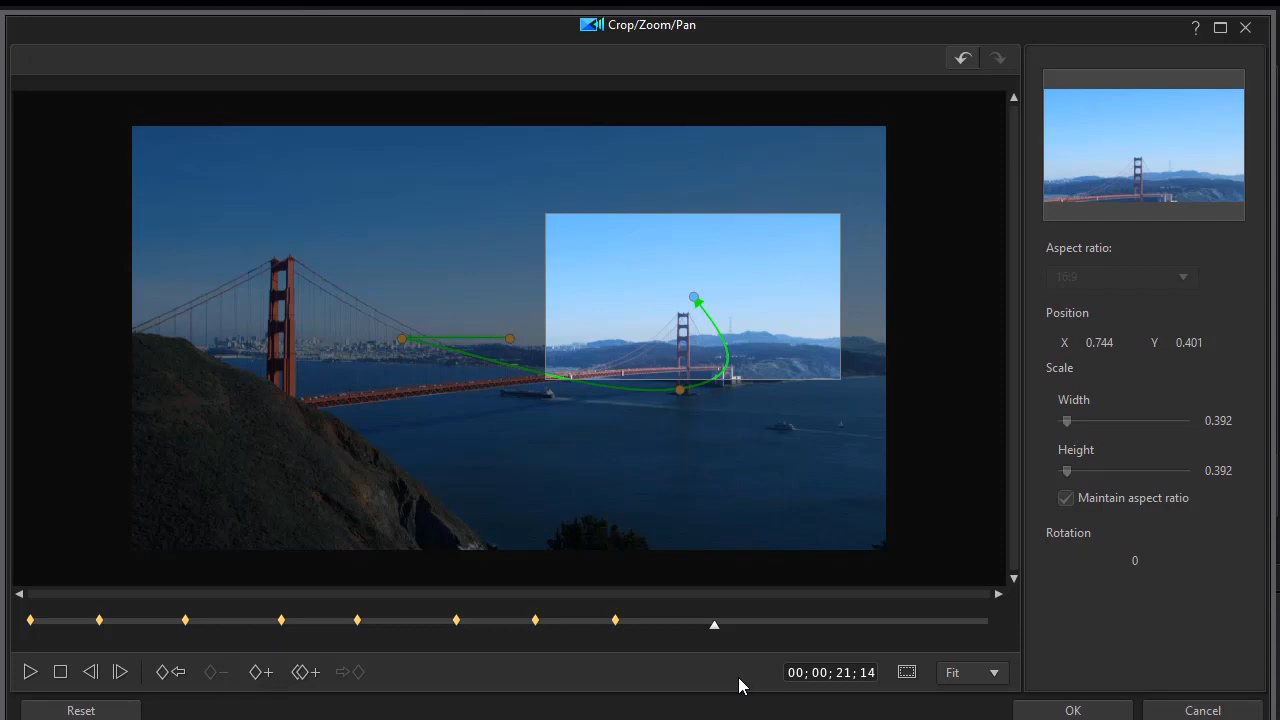 Crop/Zoom/Pan
?
Aspect ratio:
16:9
Position
X 0.744 Y 0.401
Scale
Width
0.392
Height
0.392
Maintain aspect ratio
Rotation
0
00; 00; 21; 14
Fit
Reset
OK
Cancel